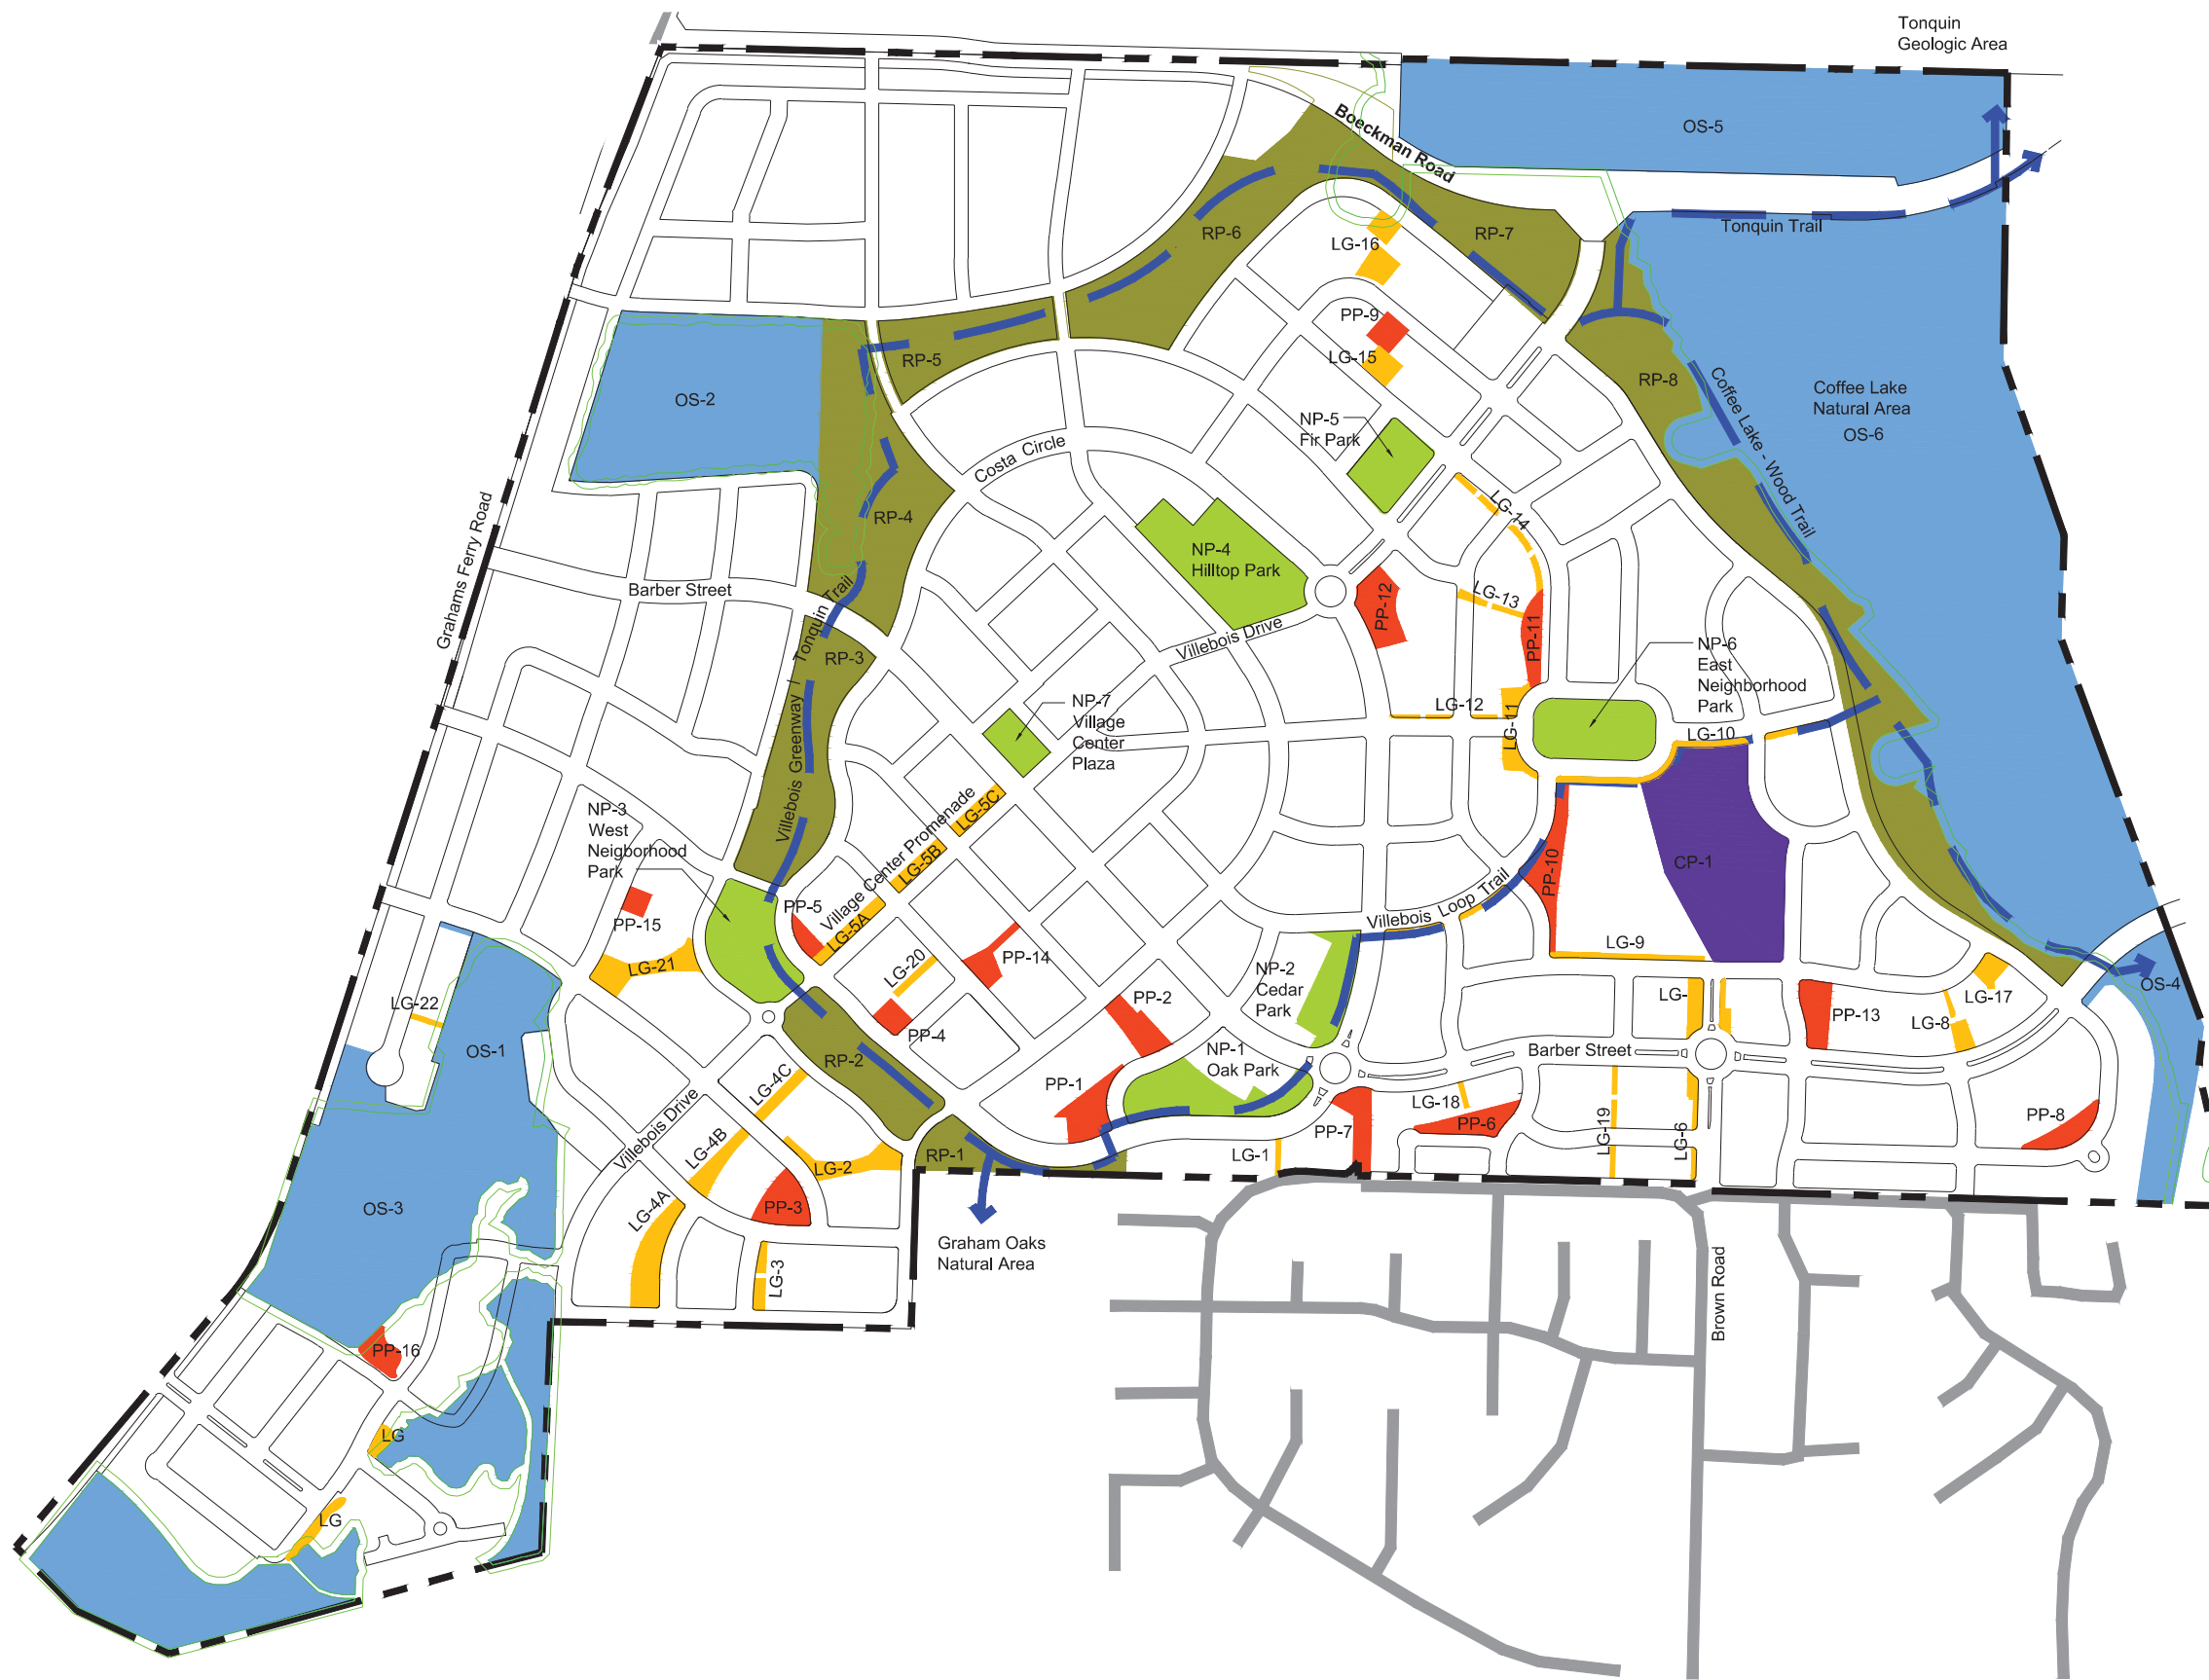 Tonquin
Geologic Area
OS-5
Boeckman Road
Tonquin Trail
RP-6
RP-7
LG-16
PP-9
LG-15
RP-5
RP-8
OS-2
Coffee Lake
Natural Area
OS-6
Coffee Lake - Wood Trail
NP-5
Fir Park
Costa Circle
RP-4
LG-14
NP-4
Hilltop Park
Grahams Ferry Road
Barber Street
PP-12
LG-13
PP-11
Villebois Drive
Villebois Greenway / Tonquin Trail
RP-3
NP-6
East
Neighborhood
Park
NP-7
Village
Center
Plaza
LG-12
LG-11
LG-10
NP-3
West
Neigborhood
Park
Village Center Promenade
LG-5C
LG-5B
LG-5A
PP-10
CP-1
PP-5
Villebois Loop Trail
PP-15
LG-21
LG-20
PP-14
LG-9
NP-2
Cedar
Park
OS-4
LG-22
PP-2
LG-
PP-13
LG-8
LG-17
PP-4
OS-1
RP-2
NP-1
Oak Park
Barber Street
LG-4C
PP-1
LG-18
PP-6
PP-7
PP-8
Villebois Drive
LG-4B
LG-2
RP-1
LG-1
LG-19
LG-6
OS-3
LG-4A
PP-3
Graham Oaks
Natural Area
LG-3
Brown Road
PP-16
LG
LG